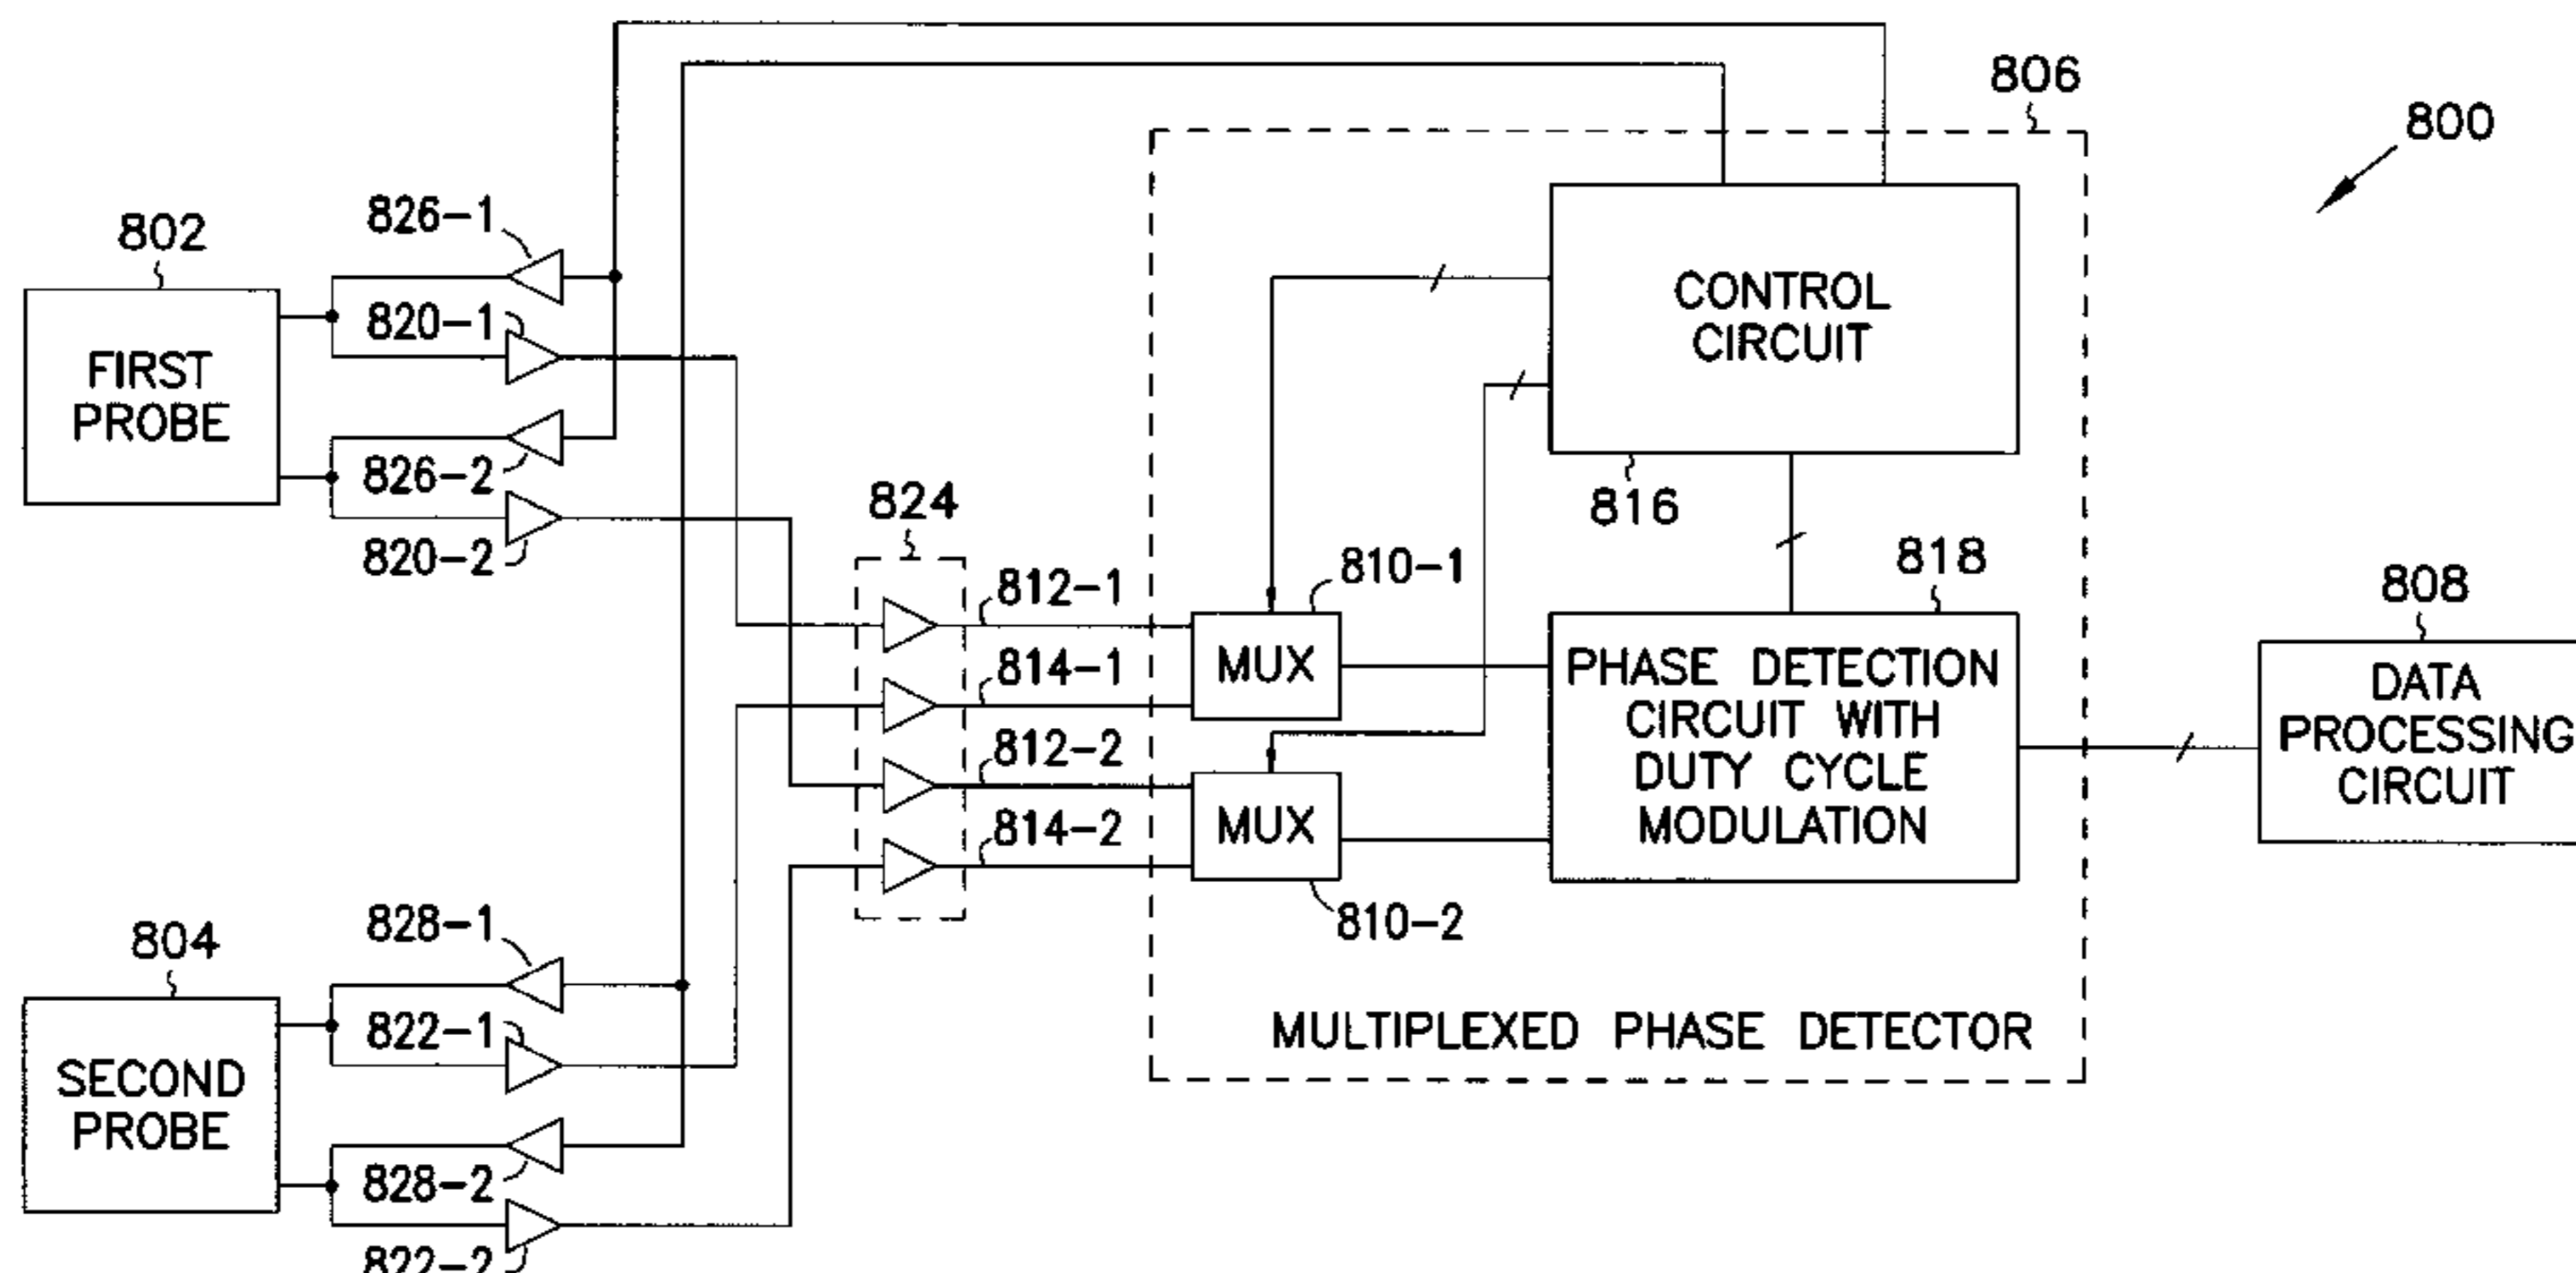 806
800
802
826-1
820-1
FIRST
PROBE
826-2
820-2
CONTROL
CIRCUIT
816
824
812-1
814-1
812-2
814-2
810-1
MUX
MUX
810-2
818
PHASE DETECTION
CIRCUIT WITH
DUTY CYCLE
MODULATION
808
DATA
PROCESSING
CIRCUIT
MULTIPLEXED PHASE DETECTOR
804
828-1
822-1
SECOND
PROBE
828-2
822-2